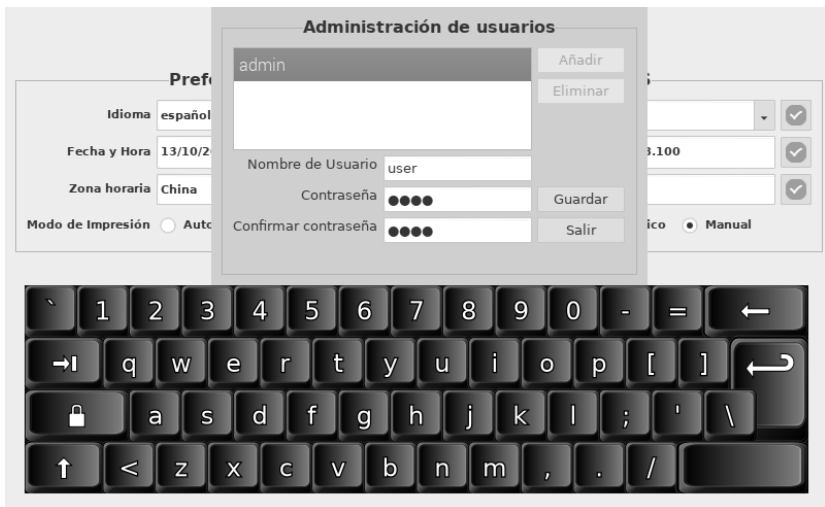 Administración de usuarios
admin
Añadir
Eliminar
Prefe
Idioma español
Fecha y Hora 13/10/2 3.100
Nombre de Usuario user
Zona horaria China
Contraseña ●●●● Guardar
Modo de Impresión Auto
Confirmar contraseña ●●●● Salir
ico Manual
` 1 2 3 4 5 6 7 8 9 0 - = ←
q w e r t y u i o p [ ]
a s d f g h j k l ; ' \
< z x c v b n m , . /